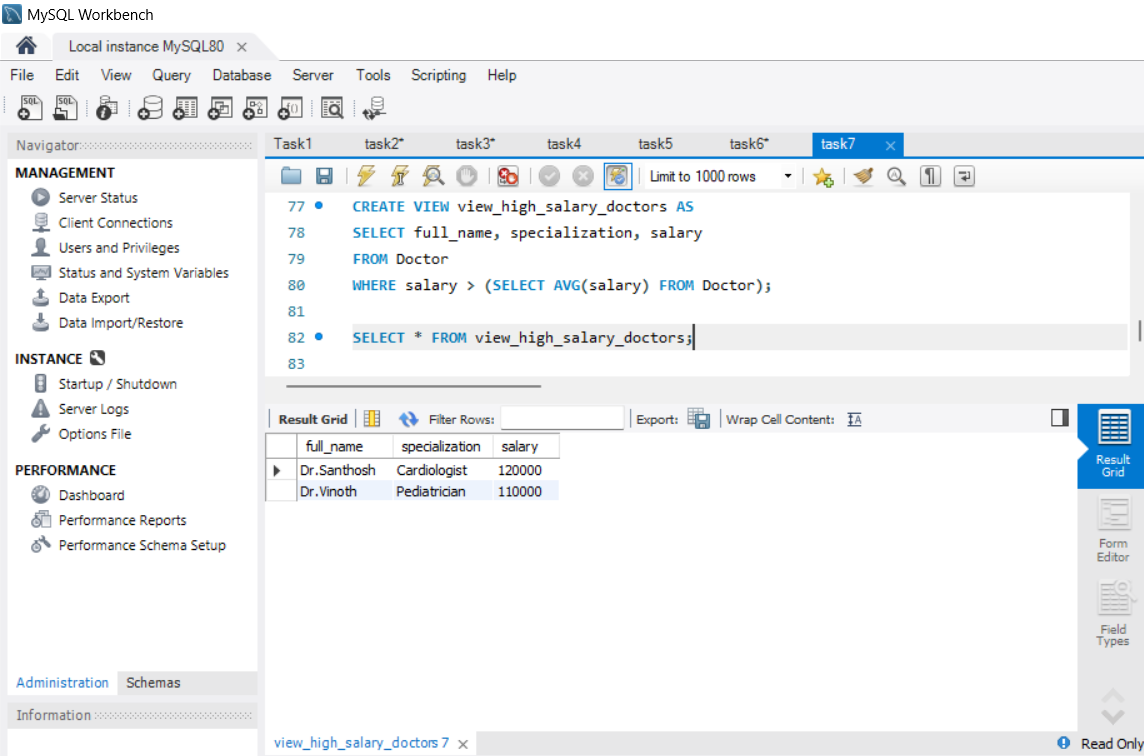 MySQL Workbench
Local instance MySQL80
File Edit View Query Database Server Tools Scripting Help
Navigator
MANAGEMENT
Server Status
Client Connections
Users and Privileges
Status and System Variables
Data Export
Data Import/Restore
INSTANCE
Startup / Shutdown
Server Logs
Options File
PERFORMANCE
Dashboard
Performance Reports
Performance Schema Setup
Administration Schemas
Information
Task1 task2* task3* task4 task5 task6* task7
Limit to 1000 rows
77 CREATE VIEW view_high_salary_doctors AS
78 SELECT full_name, specialization, salary
79 FROM Doctor
80 WHERE salary > (SELECT AVG(salary) FROM Doctor);
81
82 SELECT * FROM view_high_salary_doctors;
83
Result Grid Filter Rows: Export: Wrap Cell Content:
full_name specialization salary
Dr.Santhosh Cardiologist 120000
Dr.Vinoth Pediatrician 110000
Result
Grid
Form
Editor
Field
Types
view_high_salary_doctors 7
Read Only